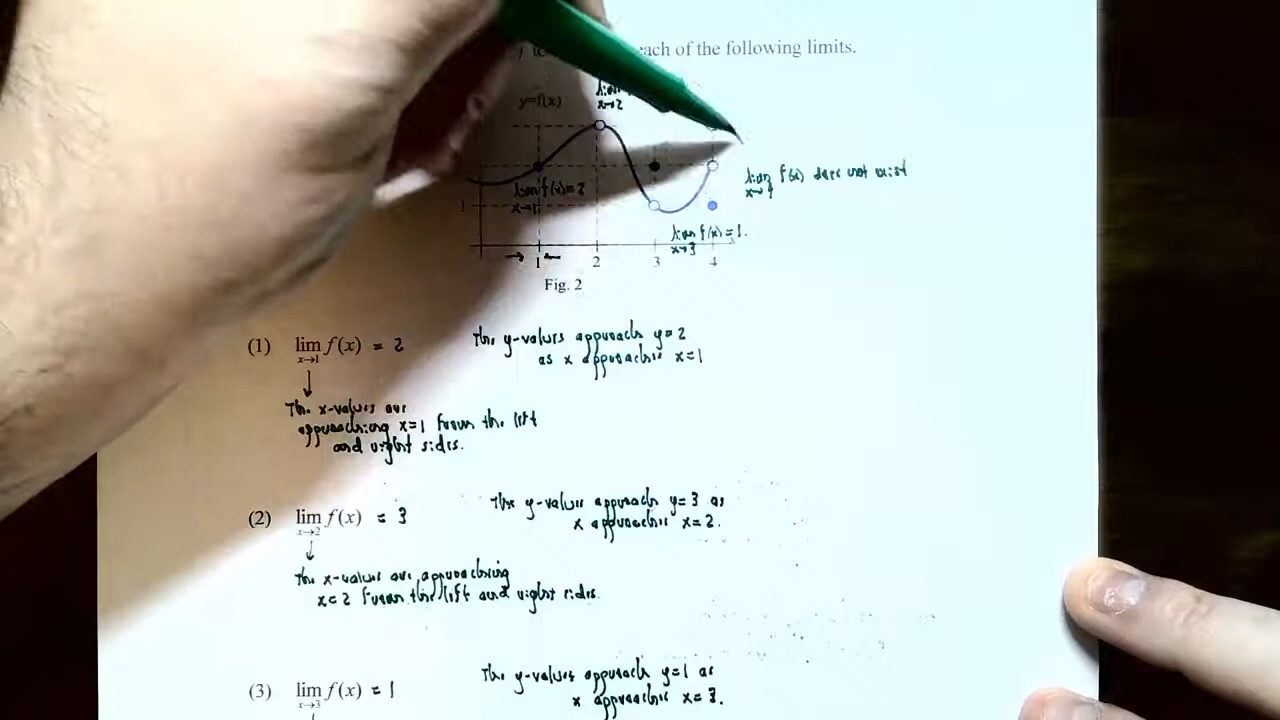 each of the following limits.
y=f(x)
x→2
lim f(x) = 2
x→1
lim f(x) does not exist
x→4
1
lim f(x) = 1.
x→3
1 2 3 4
Fig. 2
(1) lim f(x) = 2 The y-values approach y=2
x→1 as x approaches x=1
↓
The x-values are
approaching x=1 from the left
and right sides.
(2) lim f(x) = 3 The y-values approach y=3 as
x→2 x approaches x=2.
↓
The x-values are approaching
x=2 from the left and right sides.
(3) lim f(x) = 1 The y-values approach y=1 as
x→3 x approaches x=3.